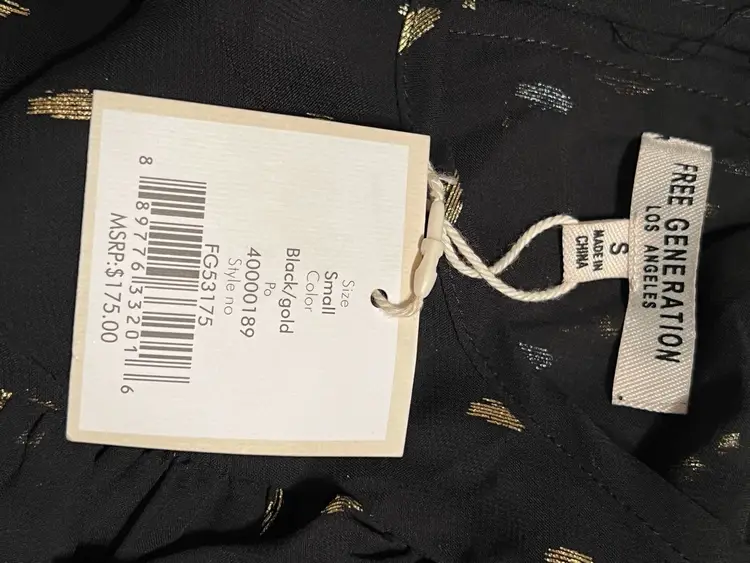 FREE GENERATION
LOS ANGELES
S
MADE IN
CHINA
Size
Small
Color
Black/gold
Po
40000189
Style no
FG53175
8 89776 33201 6
MSRP:$175.00